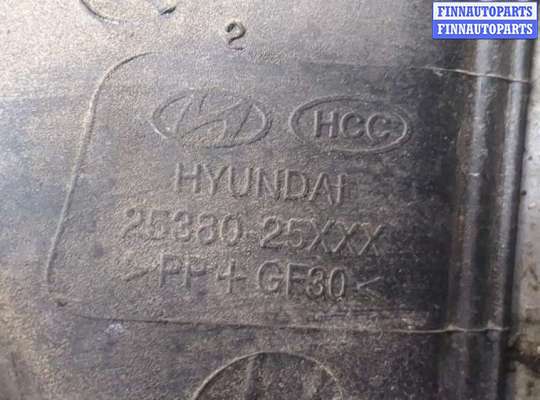 FINNAUTOPARTS
FINNAUTOPARTS
2
HCC
HYUNDAI
25380-25XXX
>PP+GF30<